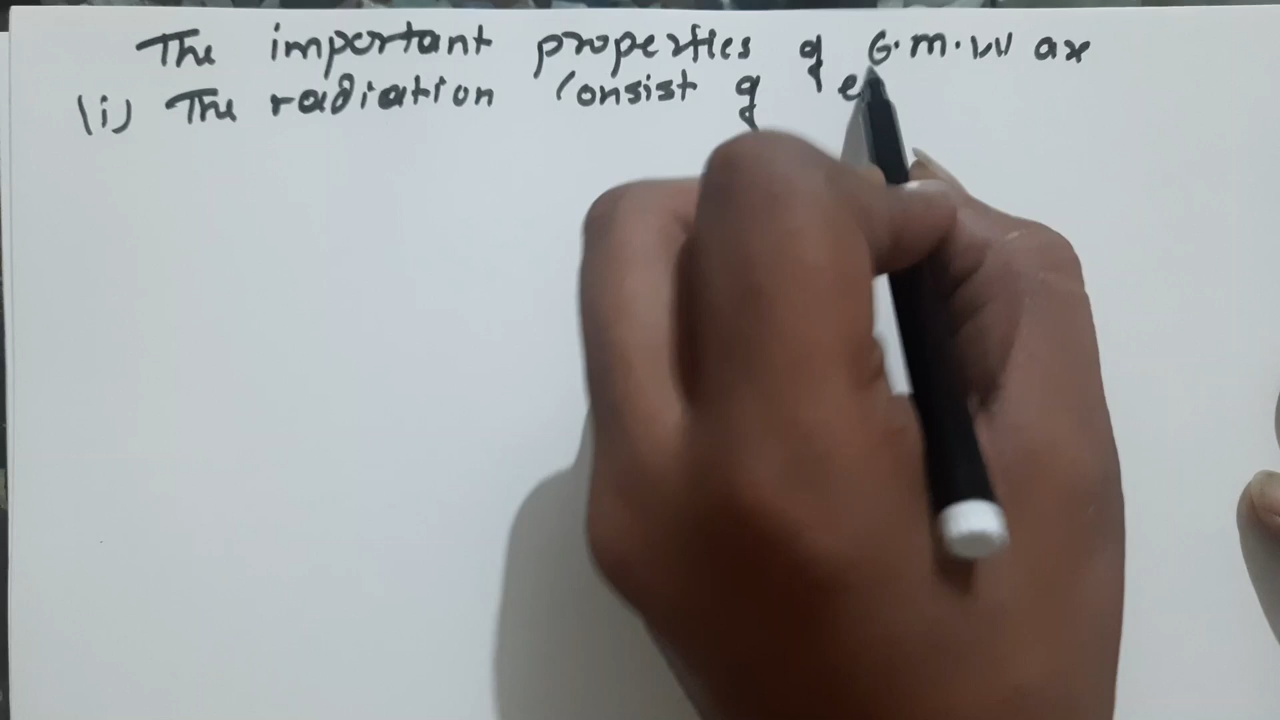 The important properties of E.M.W are
(i) The radiation consist of e